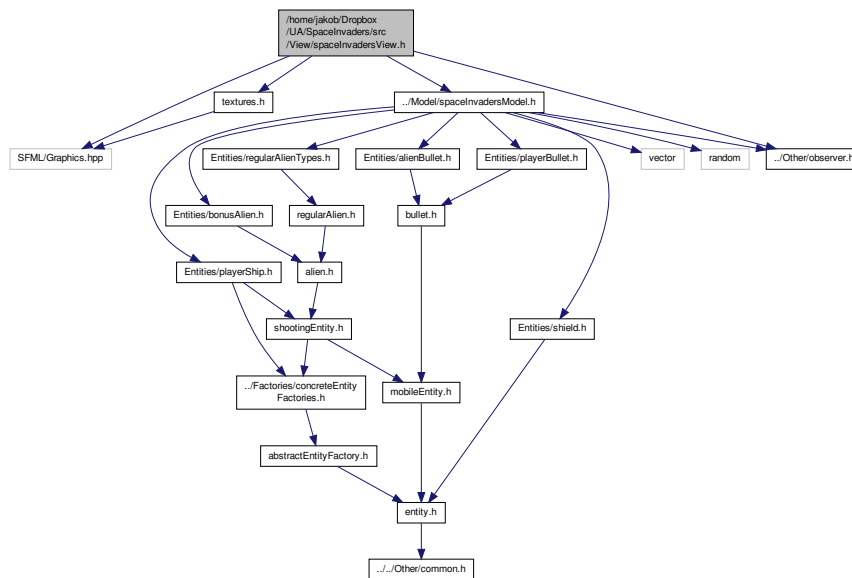 /home/jakob/Dropbox
/UA/SpaceInvaders/src
/View/spaceInvadersView.h
textures.h
../Model/spaceInvadersModel.h
SFML/Graphics.hpp
Entities/regularAlienTypes.h
Entities/alienBullet.h
Entities/playerBullet.h
vector
random
../Other/observer.h
Entities/bonusAlien.h
regularAlien.h
bullet.h
Entities/playerShip.h
alien.h
shootingEntity.h
Entities/shield.h
../Factories/concreteEntity
Factories.h
mobileEntity.h
abstractEntityFactory.h
entity.h
../../Other/common.h